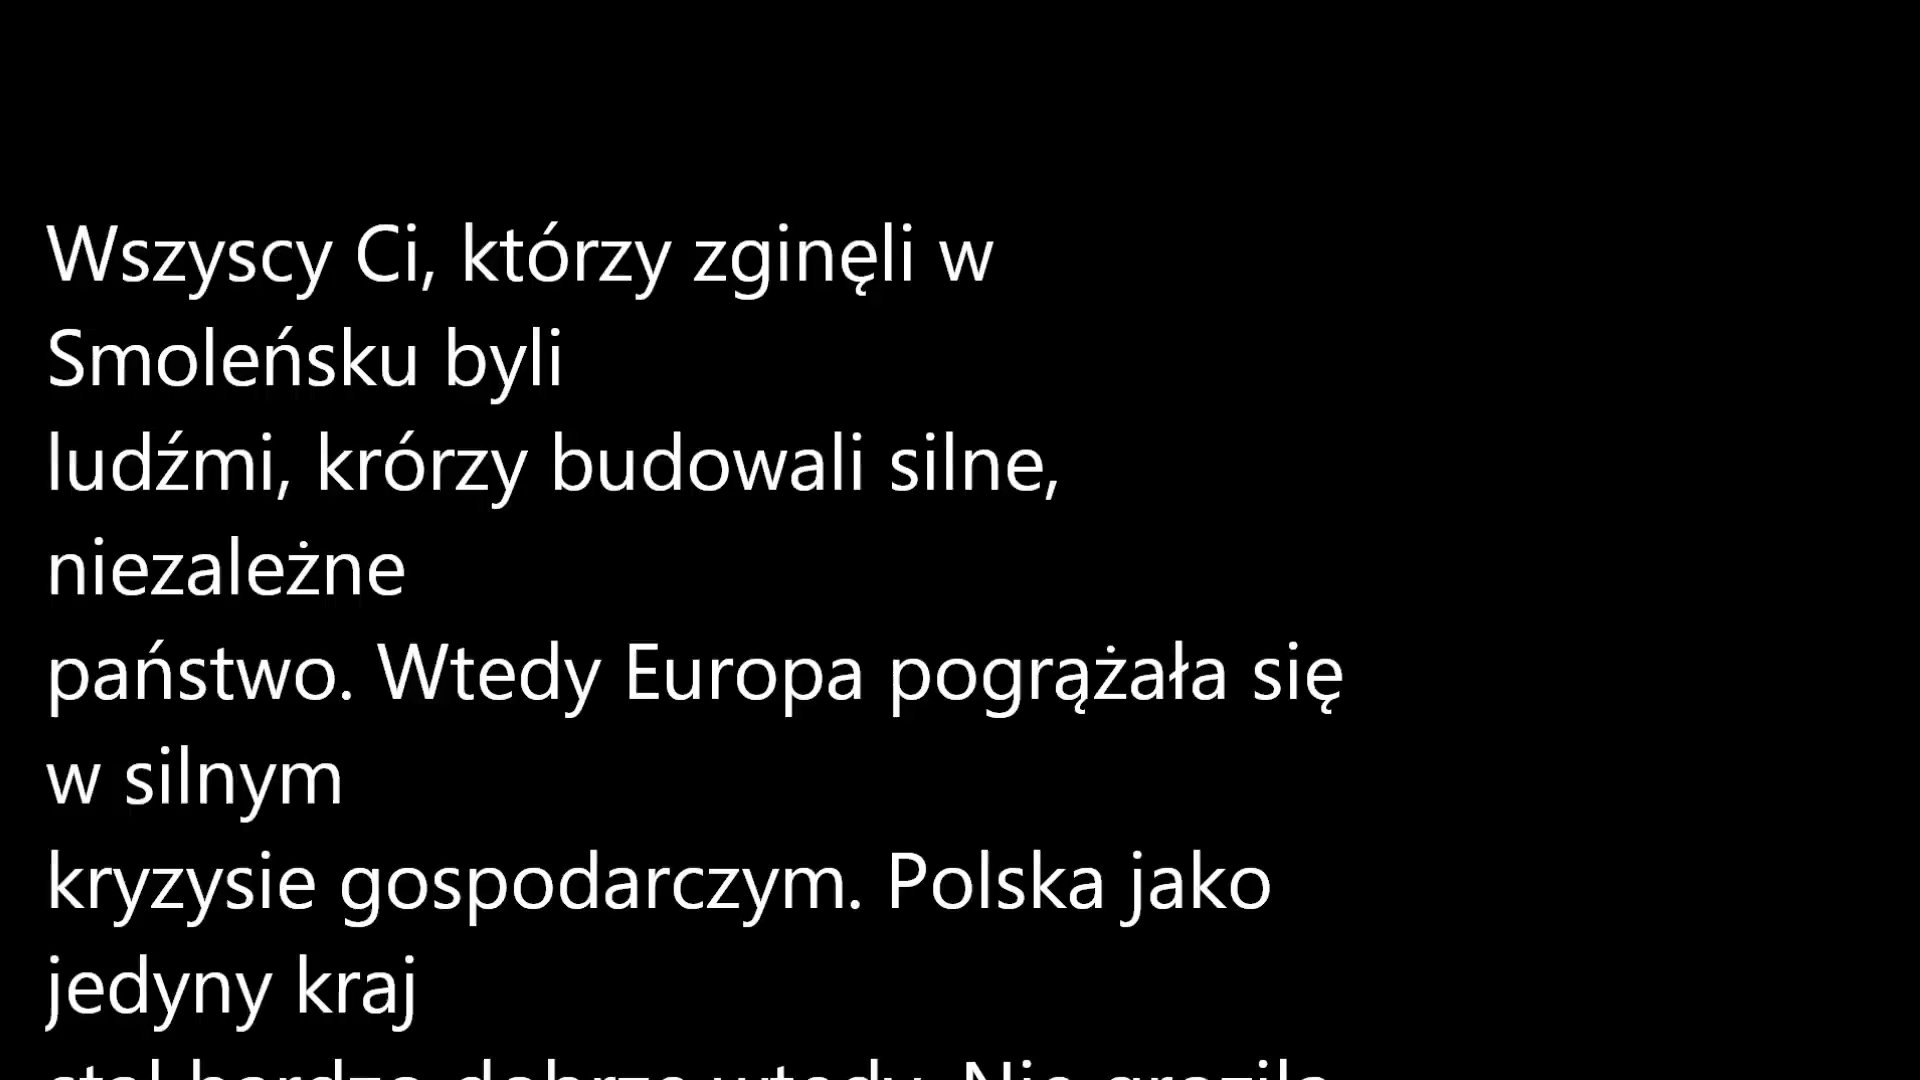 Wszyscy Ci, którzy zginęli w
Smoleńsku byli
ludźmi, krórzy budowali silne,
niezależne
państwo. Wtedy Europa pogrążała się
w silnym
kryzysie gospodarczym. Polska jako
jedyny kraj